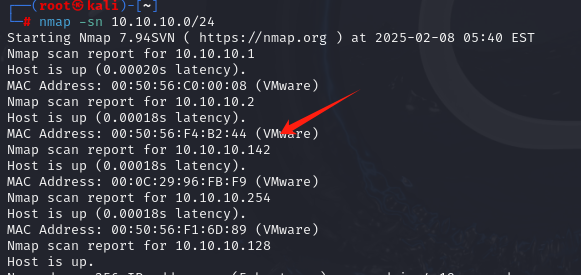 ┌──(root㉿kali)-[~]
└─# nmap -sn 10.10.10.0/24
Starting Nmap 7.94SVN ( https://nmap.org ) at 2025-02-08 05:40 EST
Nmap scan report for 10.10.10.1
Host is up (0.00020s latency).
MAC Address: 00:50:56:C0:00:08 (VMware)
Nmap scan report for 10.10.10.2
Host is up (0.00018s latency).
MAC Address: 00:50:56:F4:B2:44 (VMware)
Nmap scan report for 10.10.10.142
Host is up (0.00018s latency).
MAC Address: 00:0C:29:96:FB:F9 (VMware)
Nmap scan report for 10.10.10.254
Host is up (0.00018s latency).
MAC Address: 00:50:56:F1:6D:89 (VMware)
Nmap scan report for 10.10.10.128
Host is up.